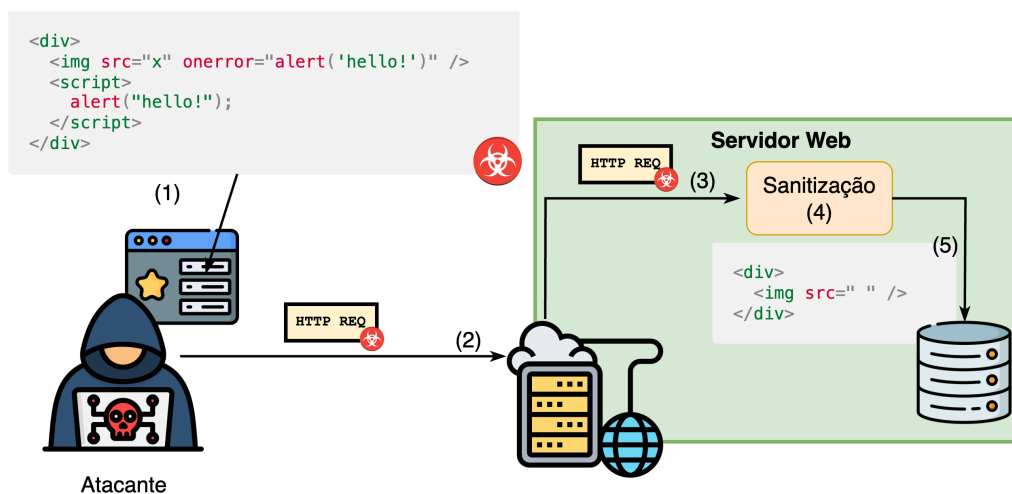 <div>
<img src="x" onerror="alert('hello!')" />
<script>
alert("hello!");
</script>
</div>
(1)
Servidor Web
HTTP REQ
(3)
Sanitização
(4)
(5)
<div>
<img src=" " />
</div>
HTTP REQ
(2)
Atacante